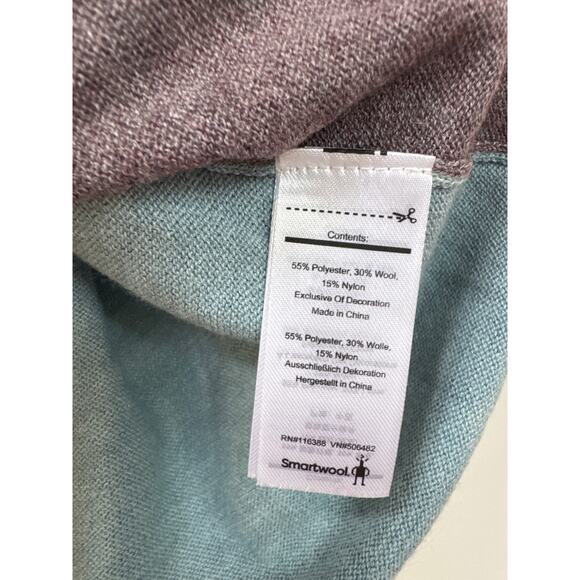 Contents:
55% Polyester, 30% Wool,
15% Nylon
Exclusive Of Decoration
Made in China
55% Polyester, 30% Wolle,
15% Nylon
Ausschließlich Dekoration
Hergestellt in China
RN#116388 VN#506482
Smartwool